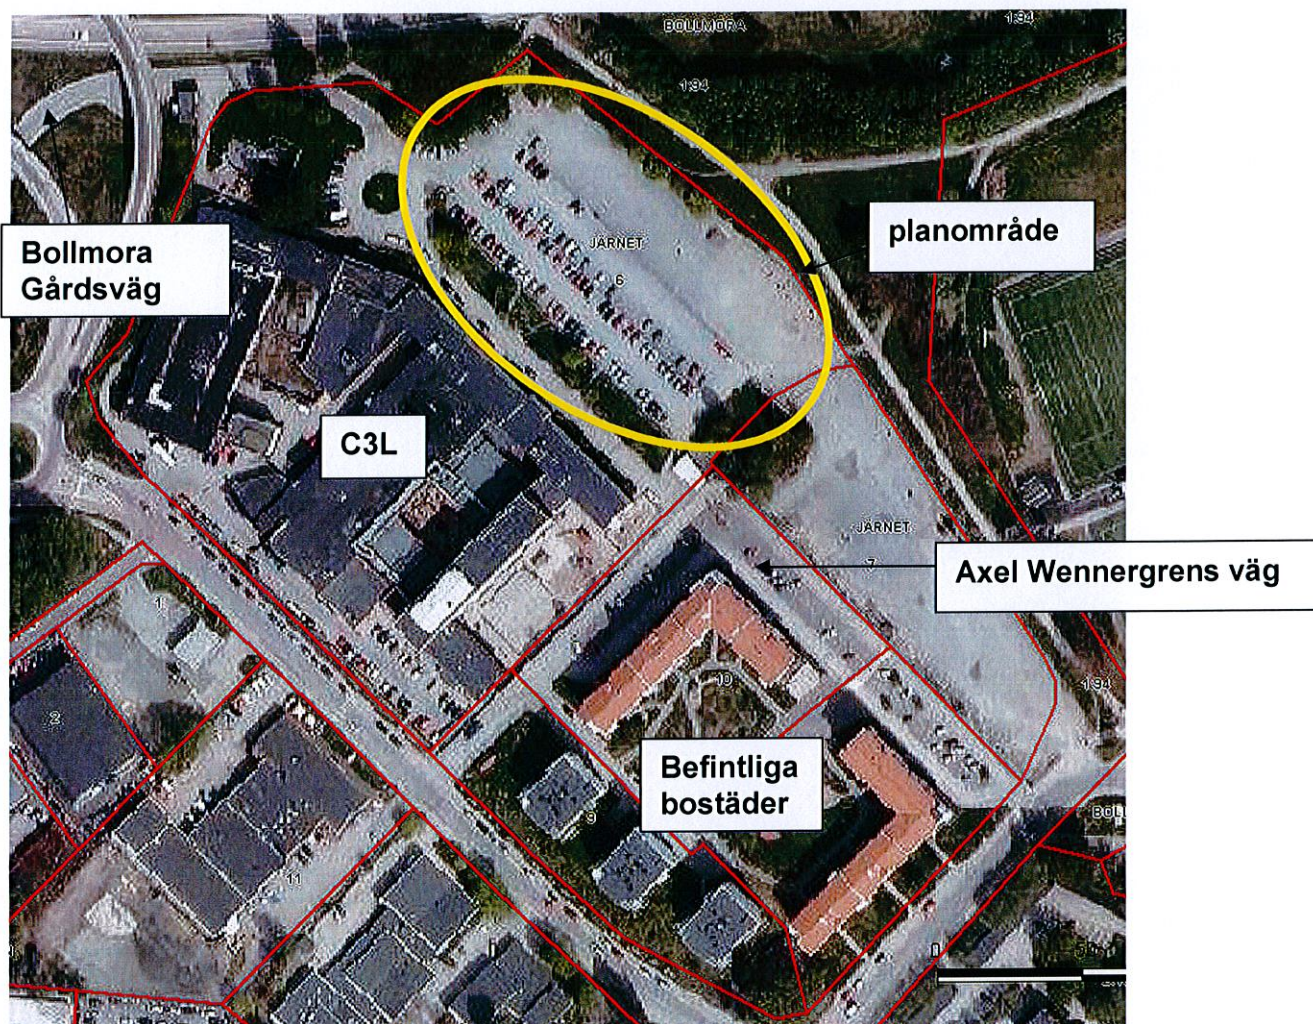 BOLLMORA
1:94
1:94
planområde
JÄRNET
6
Bollmora
Gårdsväg
C3L
JÄRNET
7
Axel Wennergrens väg
1
10
1:94
2
Befintliga
bostäder
9
11